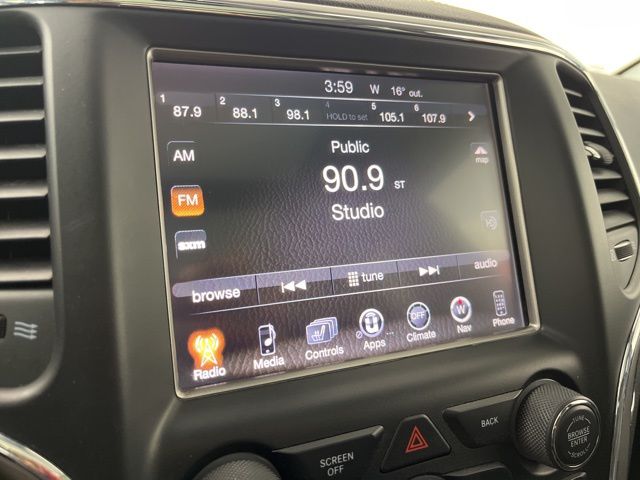 3:59 W 16° out.
1 87.9 2 88.1 3 98.1 4 HOLD to set 5 105.1 6 107.9
Public
AM
map
90.9 ST
FM
Studio
sxm
browse tune audio
Radio Media Controls Apps OFF Climate W Nav Phone
SCREEN OFF
BACK
TUNE
BROWSE
ENTER